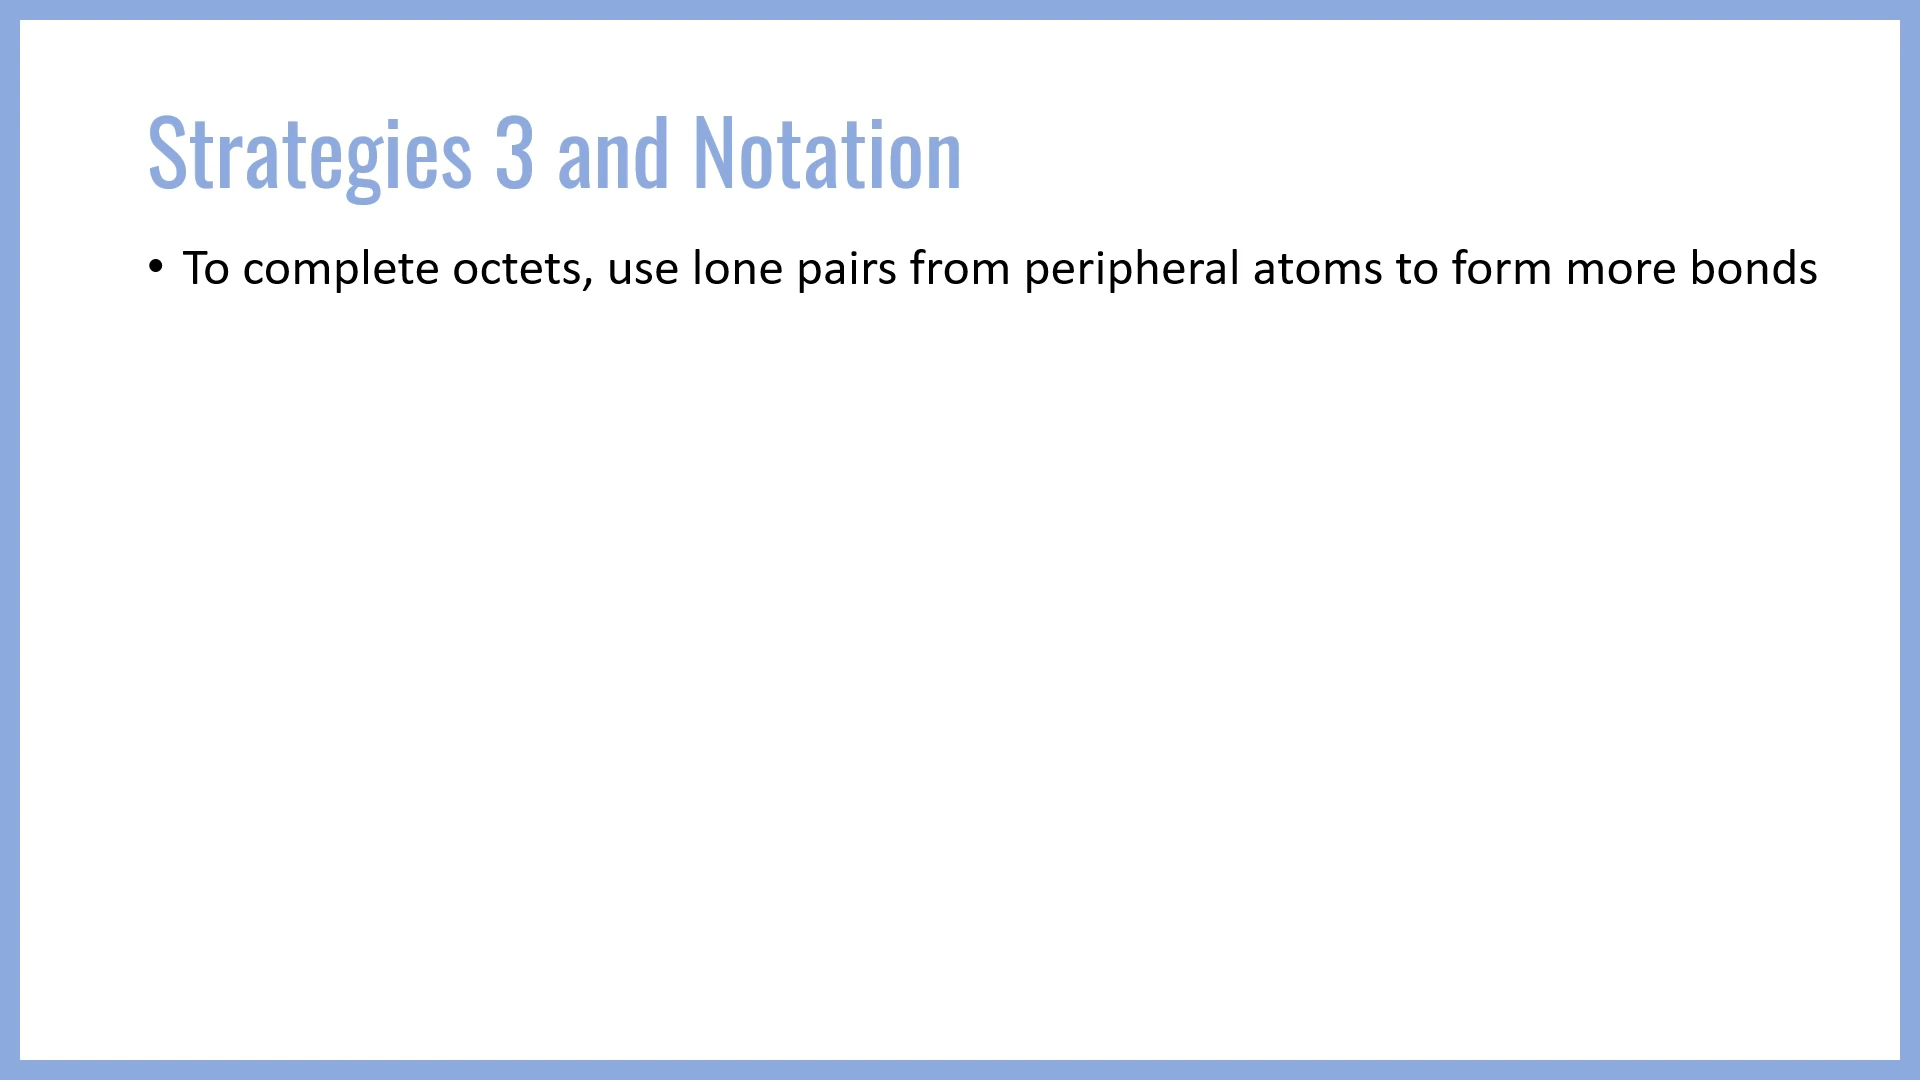 Strategies 3 and Notation
• To complete octets, use lone pairs from peripheral atoms to form more bonds